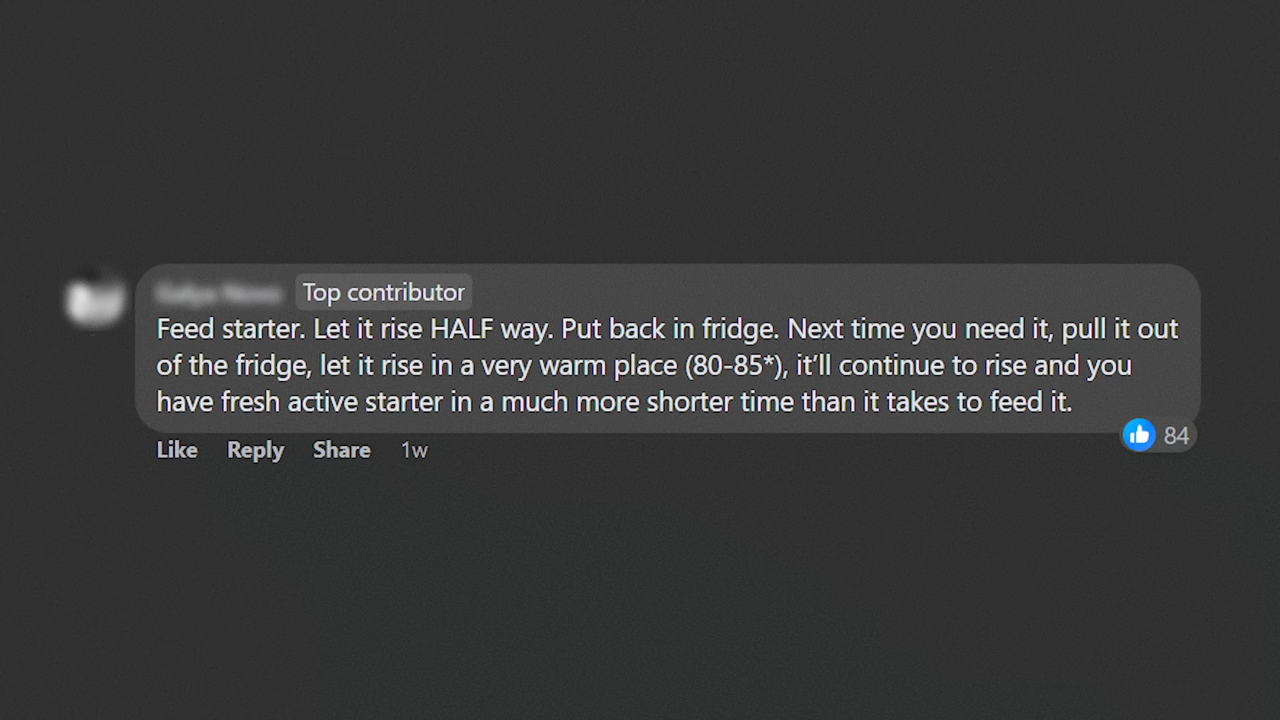 Top contributor
Feed starter. Let it rise HALF way. Put back in fridge. Next time you need it, pull it out
of the fridge, let it rise in a very warm place (80-85*), it’ll continue to rise and you
have fresh active starter in a much more shorter time than it takes to feed it.
84
Like Reply Share 1w